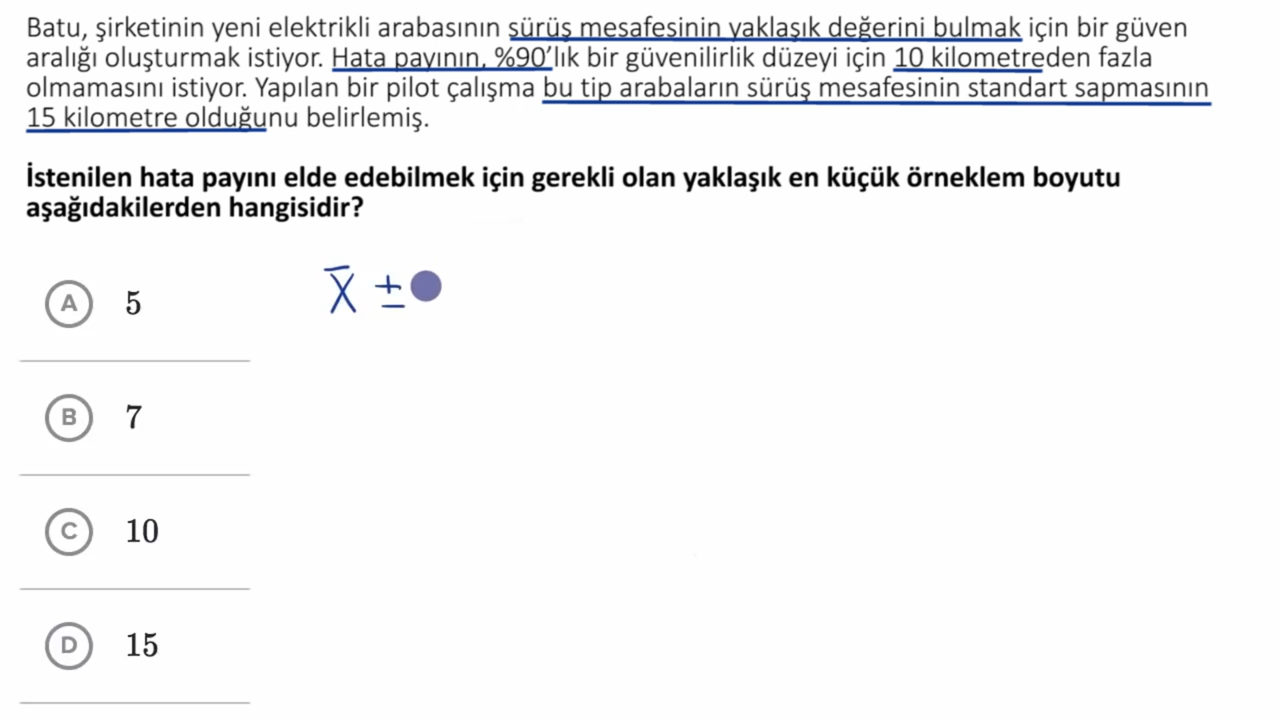 Batu, şirketinin yeni elektrikli arabasının sürüş mesafesinin yaklaşık değerini bulmak için bir güven
aralığı oluşturmak istiyor. Hata payının, %90'lık bir güvenilirlik düzeyi için 10 kilometreden fazla
olmamasını istiyor. Yapılan bir pilot çalışma bu tip arabaların sürüş mesafesinin standart sapmasının
15 kilometre olduğunu belirlemiş.
İstenilen hata payını elde edebilmek için gerekli olan yaklaşık en küçük örneklem boyutu
aşağıdakilerden hangisidir?
X̄ ±
A 5
B 7
C 10
D 15